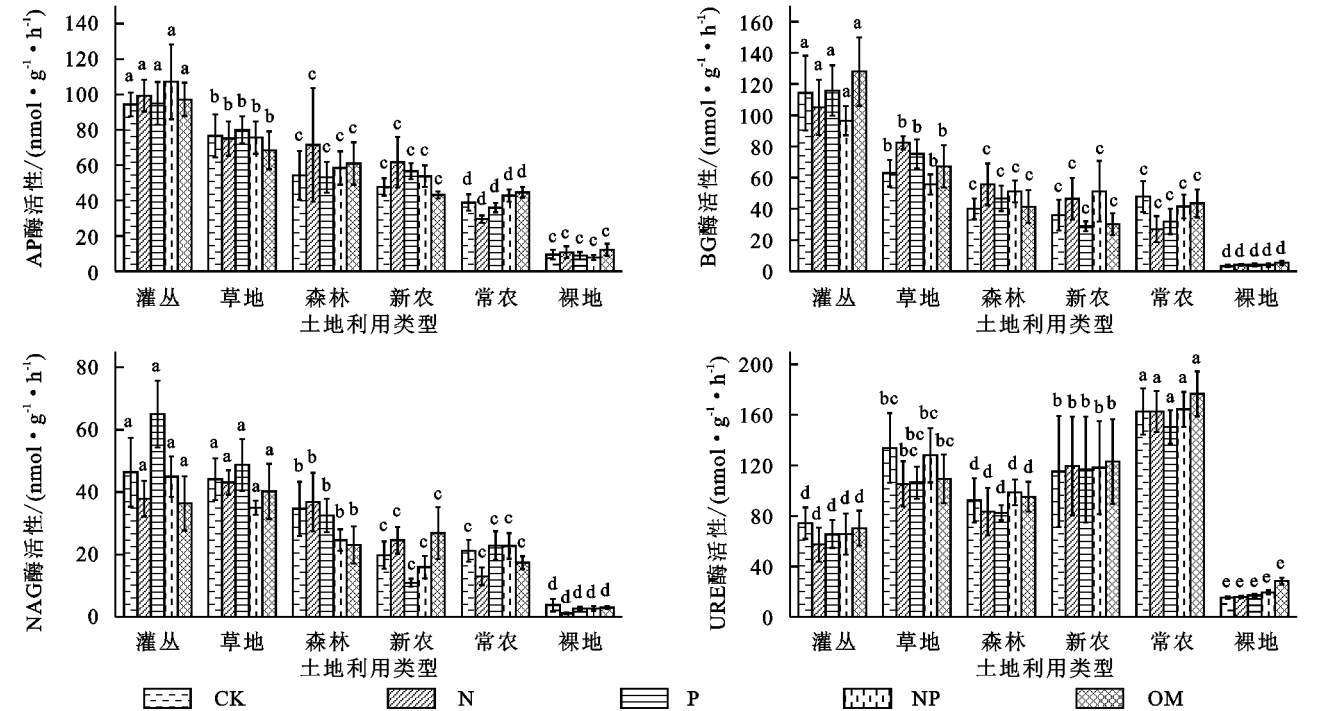 AP酶活性/(nmol·g⁻¹·h⁻¹)
140
120
100
80
60
40
20
0
a a a a a
b b b b b
c c c c c
c c c c c
d d d d d
c c c c c
灌丛 草地 森林 新农 常农 裸地
土地利用类型
BG酶活性/(nmol·g⁻¹·h⁻¹)
160
140
120
100
80
60
40
20
0
a a a a a
b b b b b
c c c c c
c c c c c
c c c c c
d d d d d
灌丛 草地 森林 新农 常农 裸地
土地利用类型
NAG酶活性/(nmol·g⁻¹·h⁻¹)
80
60
40
20
0
a a a a a
a a a a a
b b b b b
c c c c c
c c c c c
d d d d d
灌丛 草地 森林 新农 常农 裸地
土地利用类型
URE酶活性/(nmol·g⁻¹·h⁻¹)
200
160
120
80
40
0
d d d d d
bc bc bc bc bc
d d d d d
b b b b b
a a a a a
e e e e e
灌丛 草地 森林 新农 常农 裸地
土地利用类型
CK N P NP OM